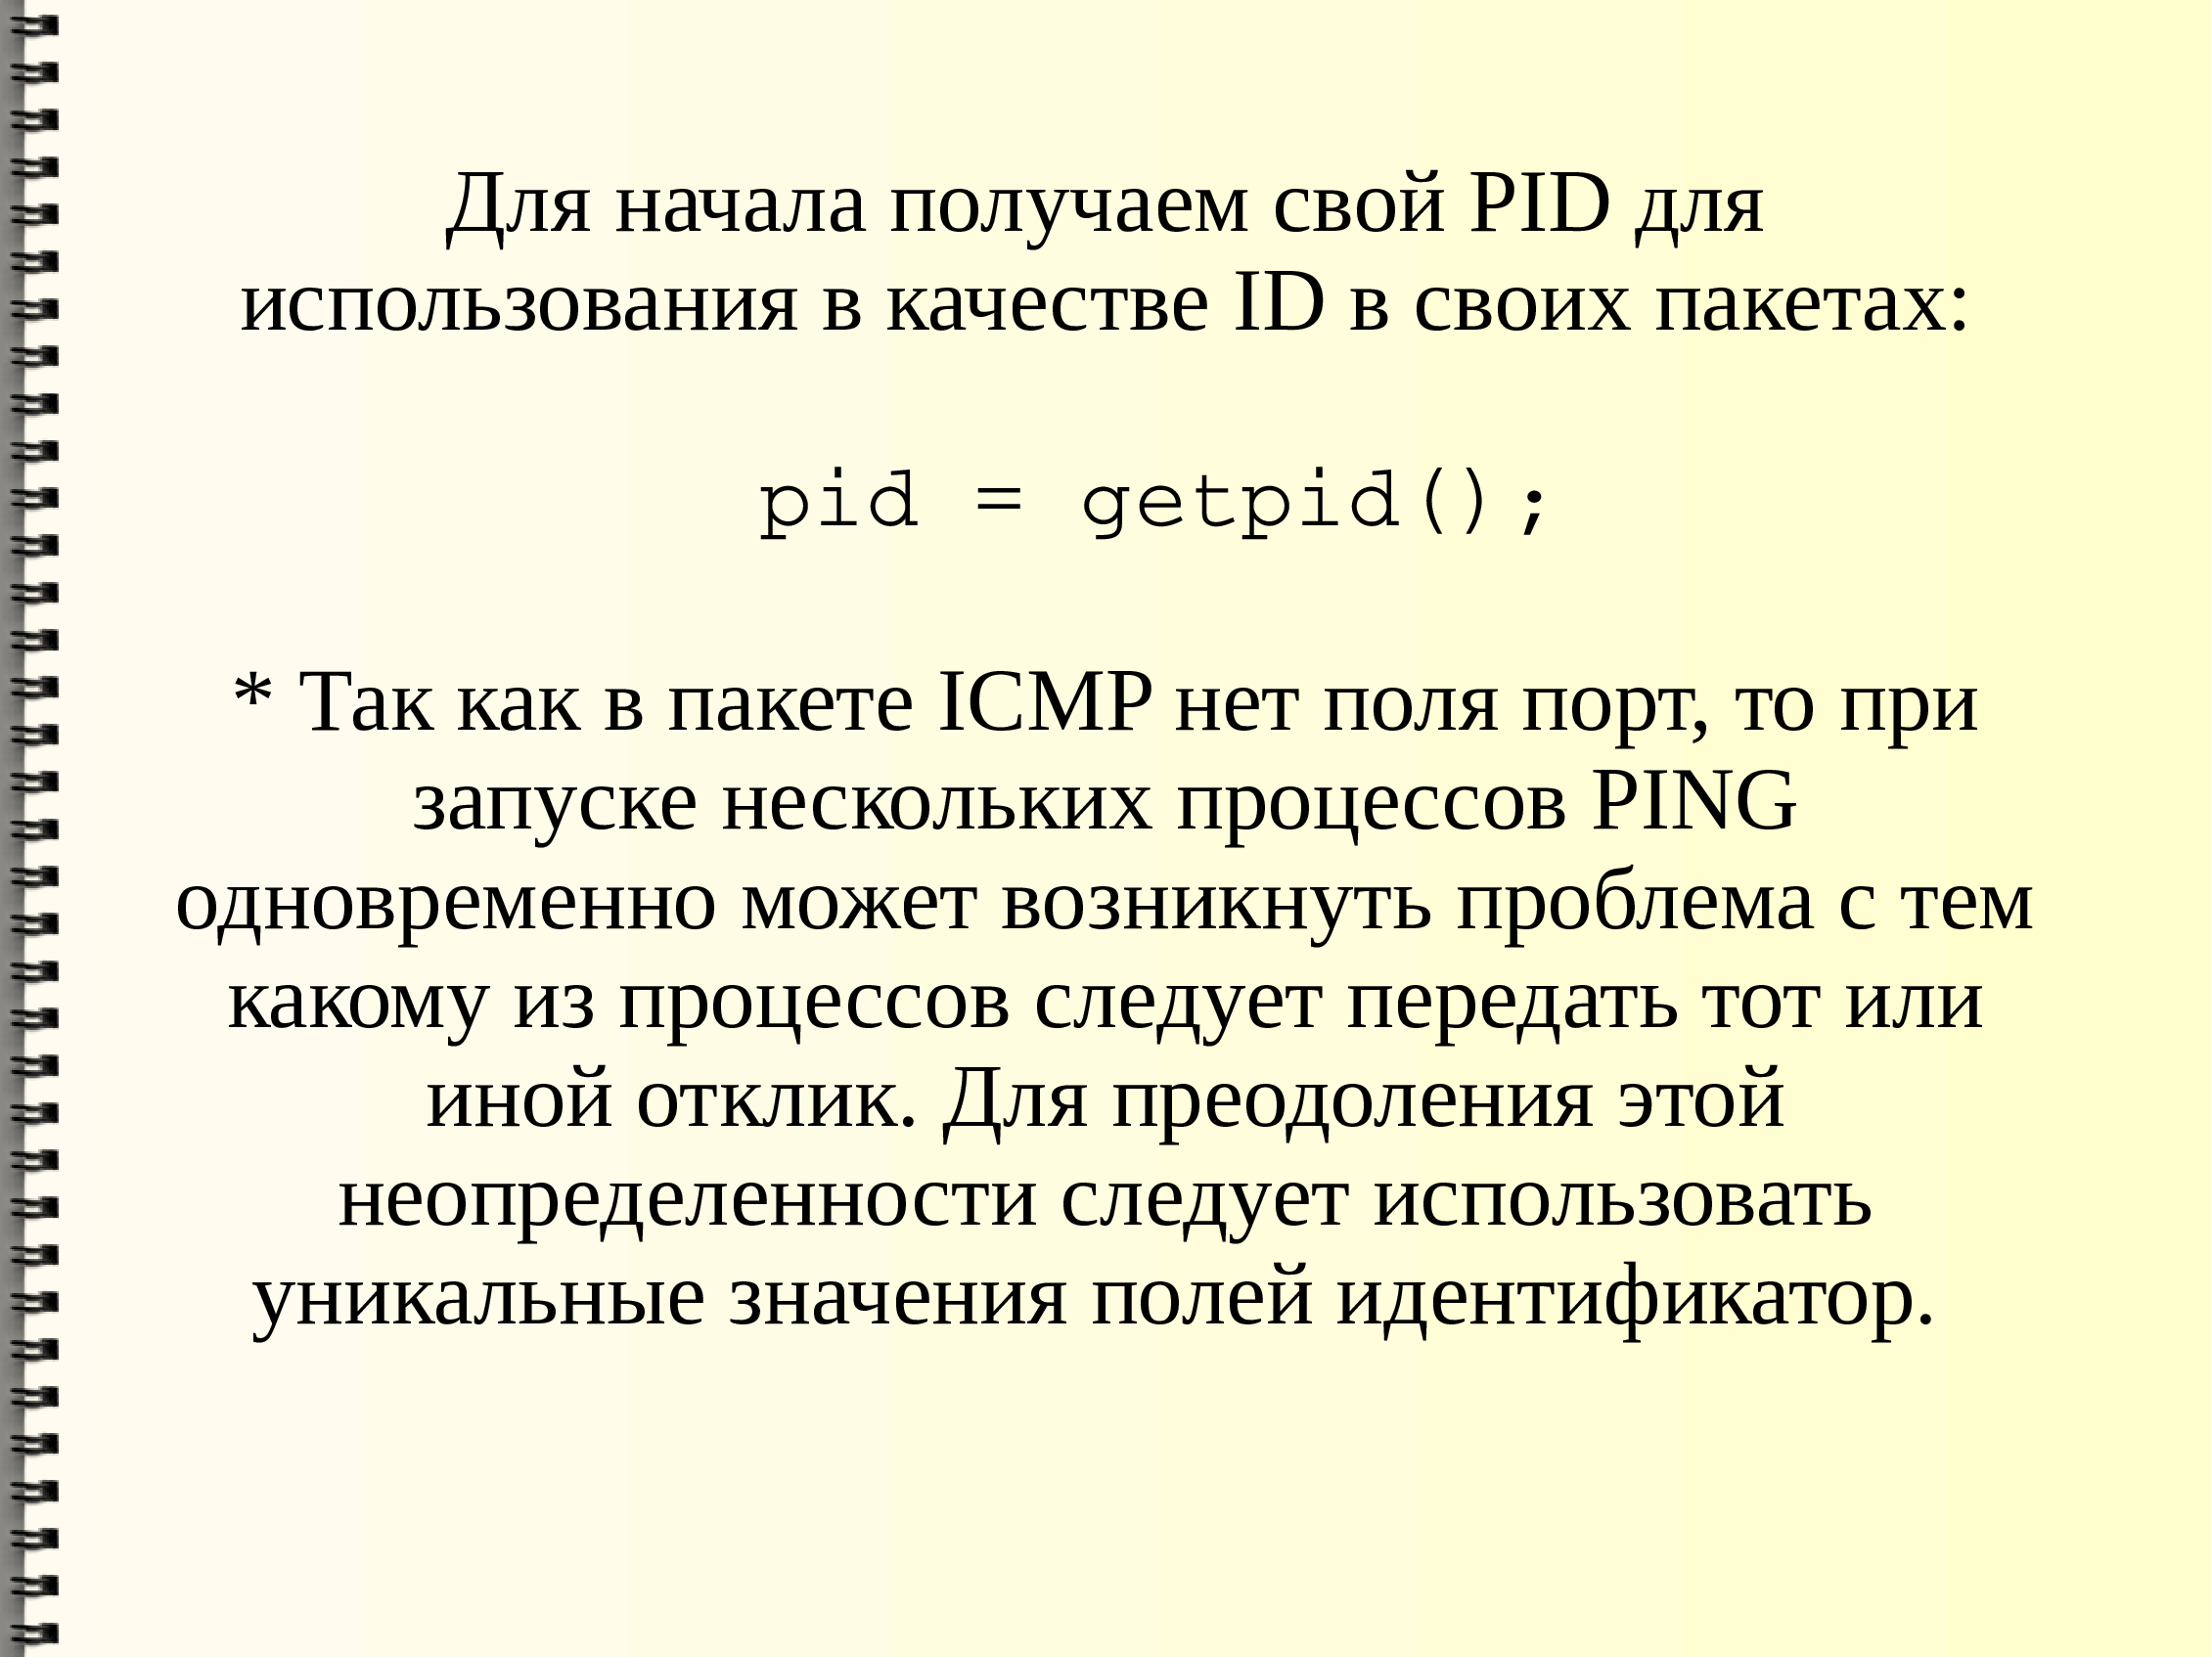 Для начала получаем свой PID для
использования в качестве ID в своих пакетах:
pid = getpid();
* Так как в пакете ICMP нет поля порт, то при
запуске нескольких процессов PING
одновременно может возникнуть проблема с тем
какому из процессов следует передать тот или
иной отклик. Для преодоления этой
неопределенности следует использовать
уникальные значения полей идентификатор.